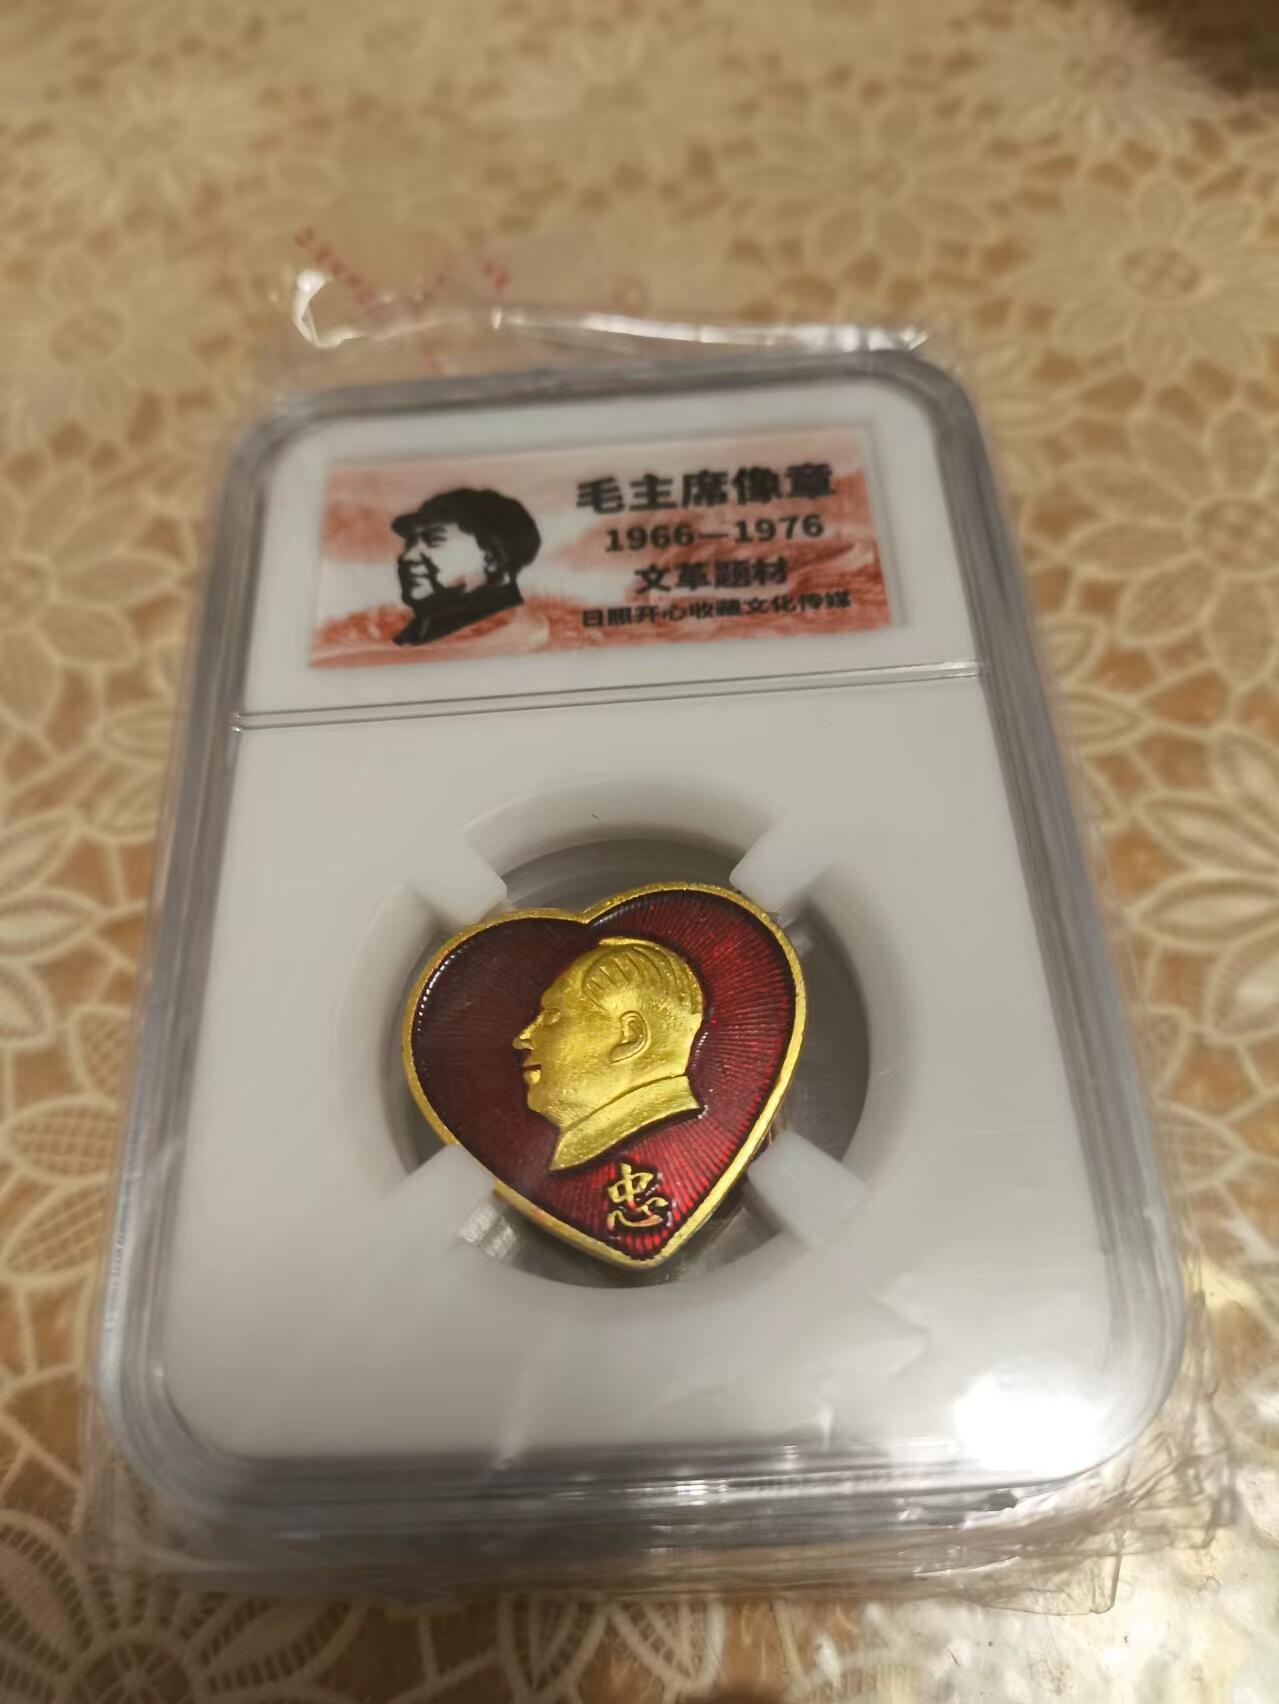 毛主席像章
1966—1976
文革题材
日照开心收藏文化传媒
忠